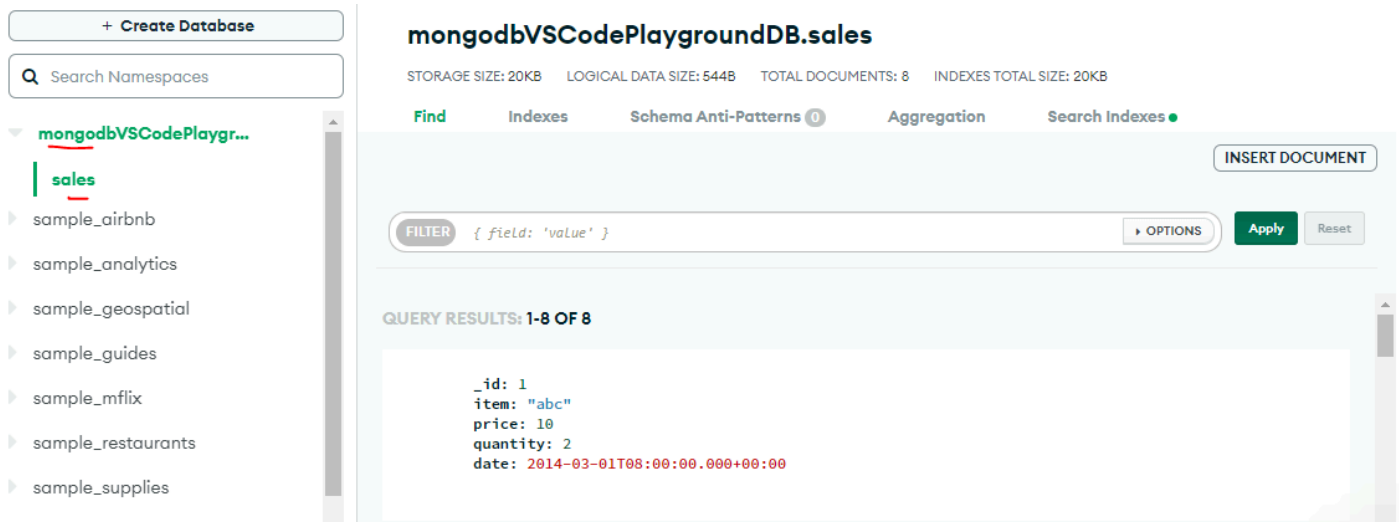 + Create Database
Search Namespaces
mongodbVSCodePlaygr...
sales
sample_airbnb
sample_analytics
sample_geospatial
sample_guides
sample_mflix
sample_restaurants
sample_supplies
mongodbVSCodePlaygroundDB.sales
STORAGE SIZE: 20KB LOGICAL DATA SIZE: 544B TOTAL DOCUMENTS: 8 INDEXES TOTAL SIZE: 20KB
Find Indexes Schema Anti-Patterns 0 Aggregation Search Indexes
INSERT DOCUMENT
FILTER { field: 'value' } OPTIONS Apply Reset
QUERY RESULTS: 1-8 OF 8
_id: 1
item: "abc"
price: 10
quantity: 2
date: 2014-03-01T08:00:00.000+00:00